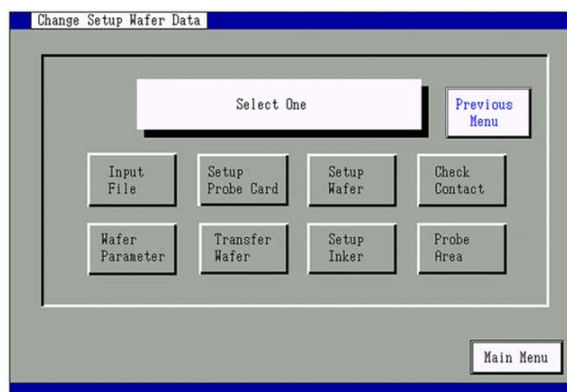 Change Setup Wafer Data
Select One
Previous
Menu
Input
File
Setup
Probe Card
Setup
Wafer
Check
Contact
Wafer
Parameter
Transfer
Wafer
Setup
Inker
Probe
Area
Main Menu